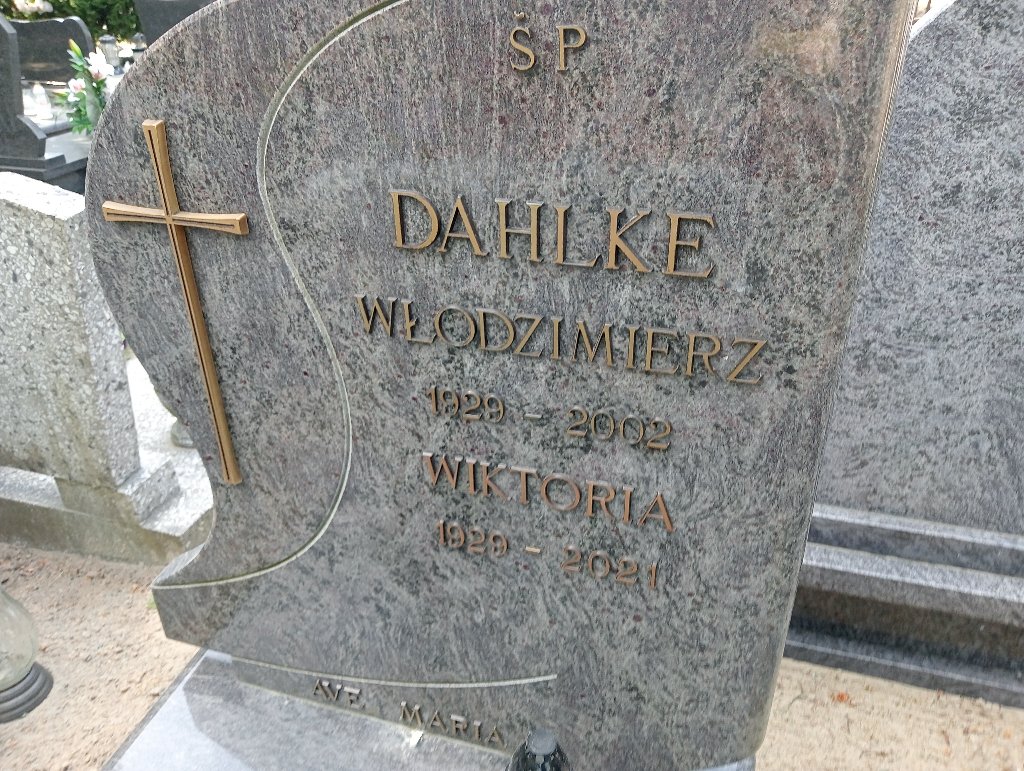 ŚP
DAHLKE
WŁODZIMIERZ
1929 – 2002
WIKTORIA
1929 – 2021
AVE MARIA